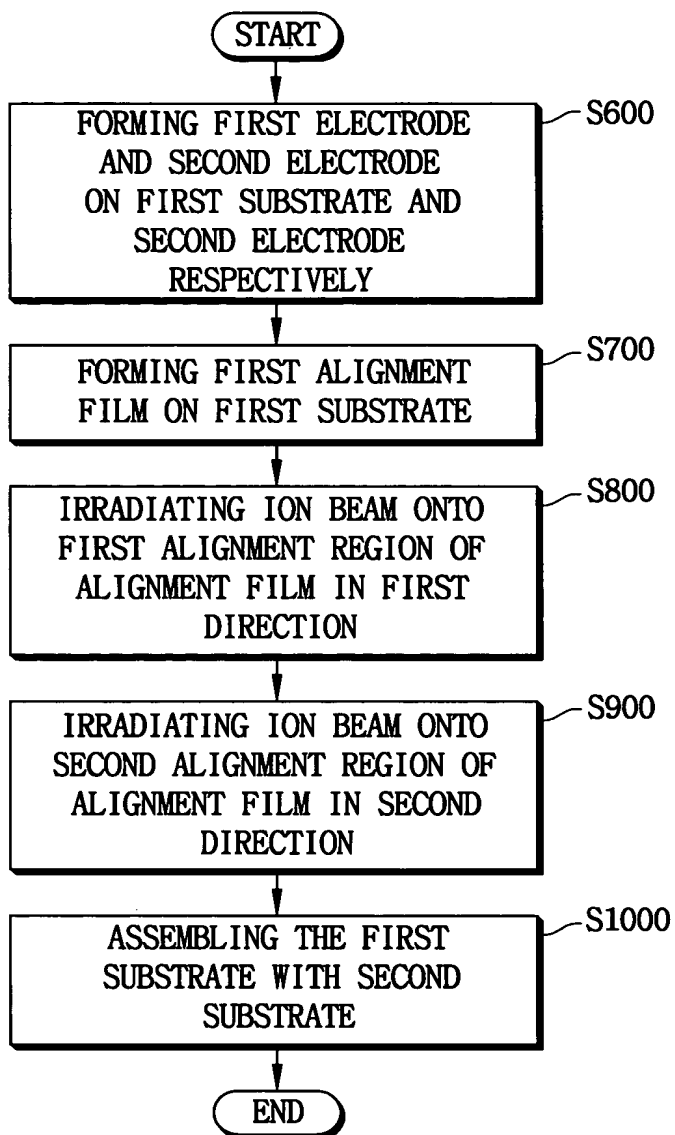 START
S600
FORMING FIRST ELECTRODE
AND SECOND ELECTRODE
ON FIRST SUBSTRATE AND
SECOND ELECTRODE
RESPECTIVELY
S700
FORMING FIRST ALIGNMENT
FILM ON FIRST SUBSTRATE
S800
IRRADIATING ION BEAM ONTO
FIRST ALIGNMENT REGION OF
ALIGNMENT FILM IN FIRST
DIRECTION
S900
IRRADIATING ION BEAM ONTO
SECOND ALIGNMENT REGION OF
ALIGNMENT FILM IN SECOND
DIRECTION
S1000
ASSEMBLING THE FIRST
SUBSTRATE WITH SECOND
SUBSTRATE
END